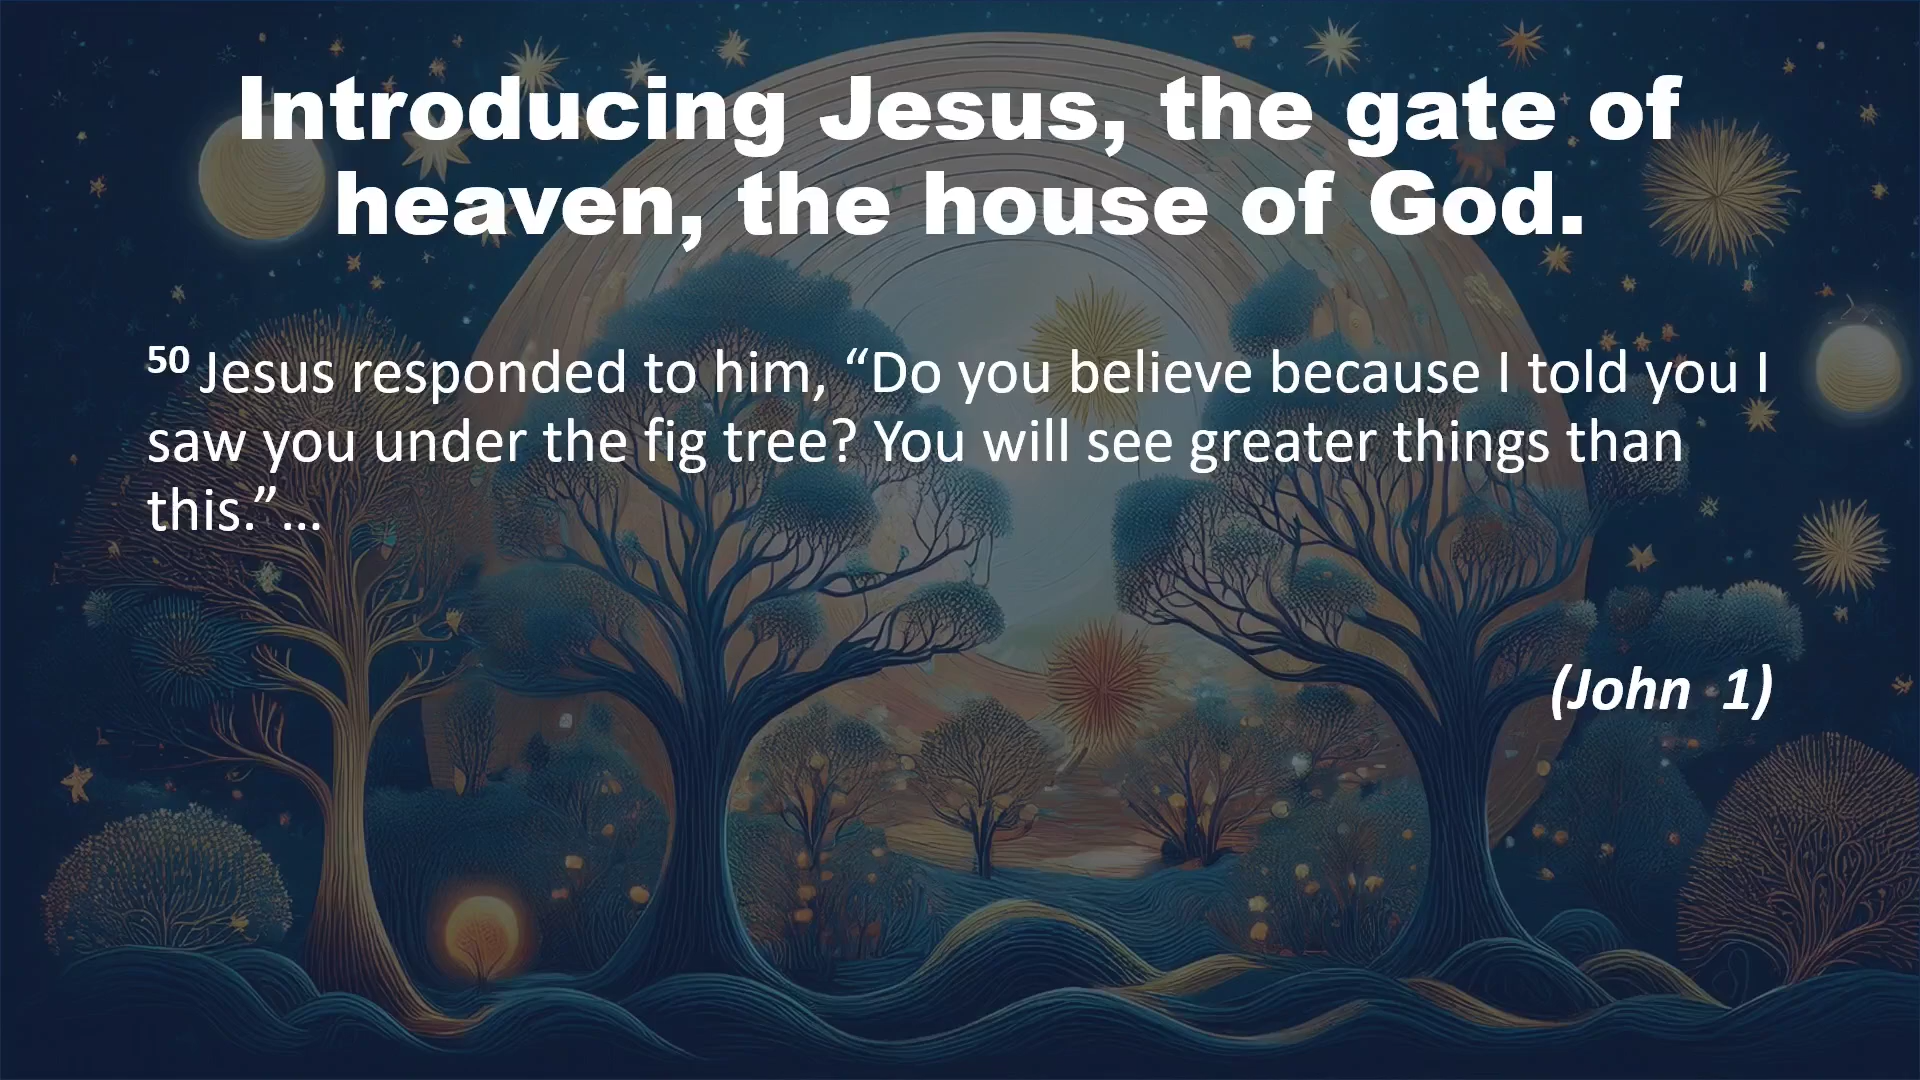 Introducing Jesus, the gate of
heaven, the house of God.
50 Jesus responded to him, “Do you believe because I told you I
saw you under the fig tree? You will see greater things than
this.”...
(John  1)